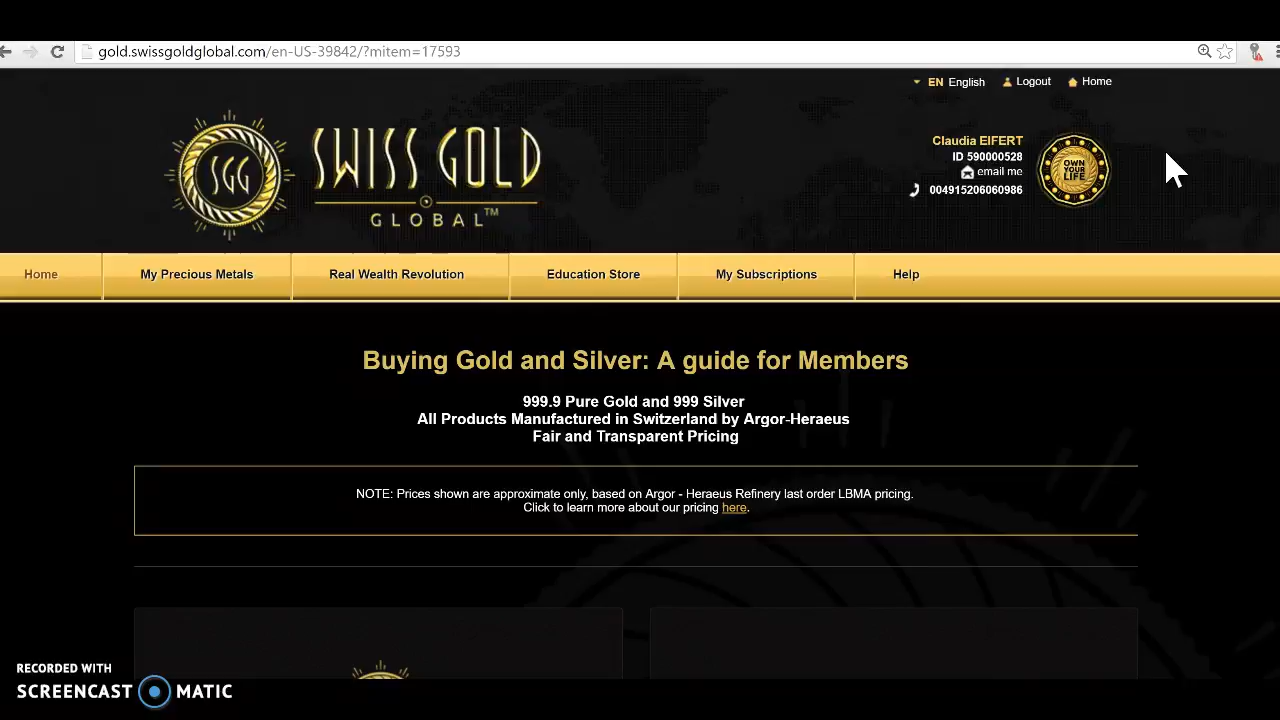 gold.swissgoldglobal.com/en-US-39842/?mitem=17593
EN English Logout Home
SGG
SWISS GOLD
GLOBAL™
Claudia EIFERT
ID 590000528
email me
004915206060986
OWN
YOUR
LIFE
Home My Precious Metals Real Wealth Revolution Education Store My Subscriptions Help
Buying Gold and Silver: A guide for Members
999.9 Pure Gold and 999 Silver
All Products Manufactured in Switzerland by Argor-Heraeus
Fair and Transparent Pricing
NOTE: Prices shown are approximate only, based on Argor - Heraeus Refinery last order LBMA pricing.
Click to learn more about our pricing here.
RECORDED WITH
SCREENCAST MATIC